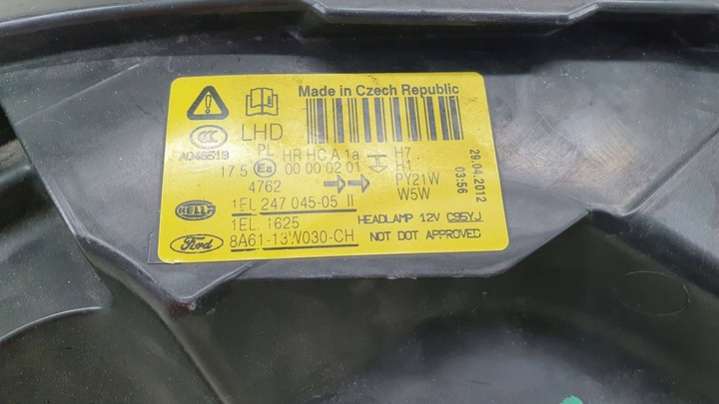 Made in Czech Republic
LHD
A046519
PL HR HC A 1a H7
17 5 00 00 02 01 H1
4762 PY21W
W5W
29.04.2012
03:56
HELLA 1EL 247 045-05 II
1EL. 1625 HEADLAMP 12V C95YJ
Ford 8A61-13W030-CH NOT DOT APPROVED